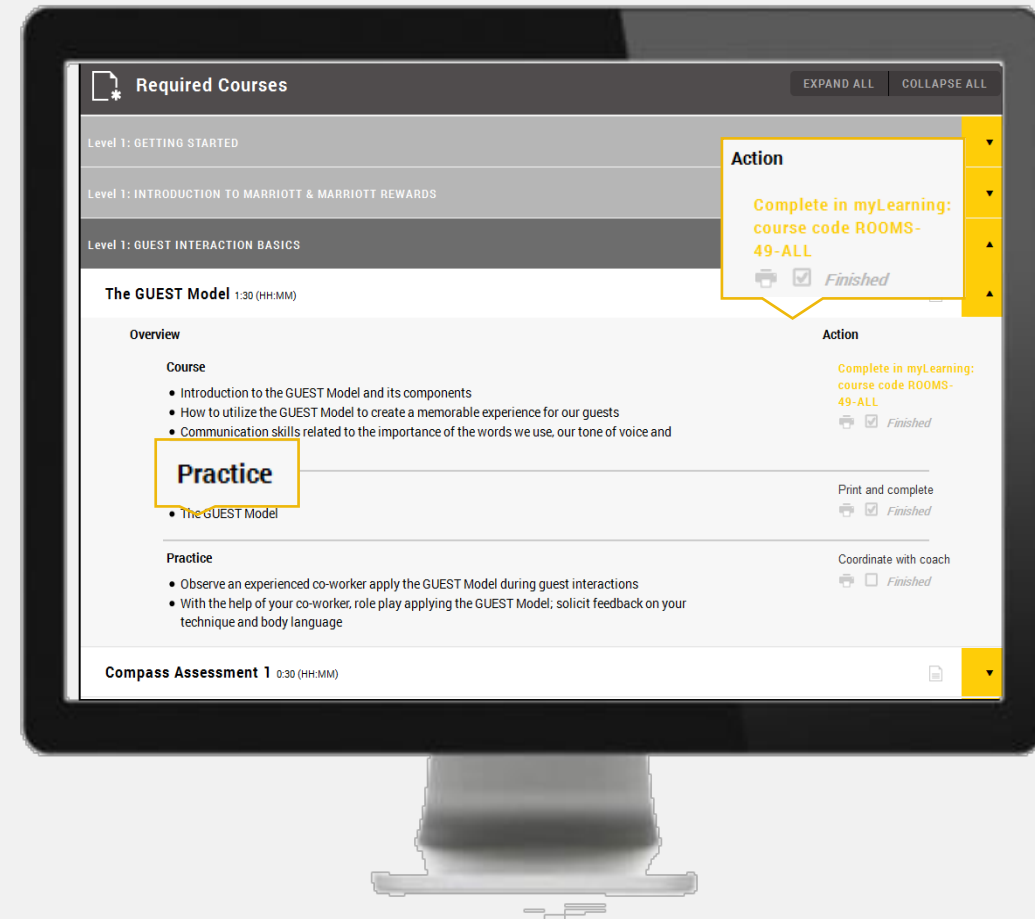 Required Courses
EXPAND ALL
COLLAPSE ALL
Level 1: GETTING STARTED
Level 1: INTRODUCTION TO MARRIOTT & MARRIOTT REWARDS
Level 1: GUEST INTERACTION BASICS
Action
Complete in myLearning:
course code ROOMS-
49-ALL
Finished
The GUEST Model 1:30 (HH:MM)
Overview
Action
Course
• Introduction to the GUEST Model and its components
• How to utilize the GUEST Model to create a memorable experience for our guests
• Communication skills related to the importance of the words we use, our tone of voice and
Complete in myLearning:
course code ROOMS-
49-ALL
Finished
Practice
• The GUEST Model
Print and complete
Finished
Practice
• Observe an experienced co-worker apply the GUEST Model during guest interactions
• With the help of your co-worker, role play applying the GUEST Model; solicit feedback on your
technique and body language
Coordinate with coach
Finished
Compass Assessment 1 0:30 (HH:MM)